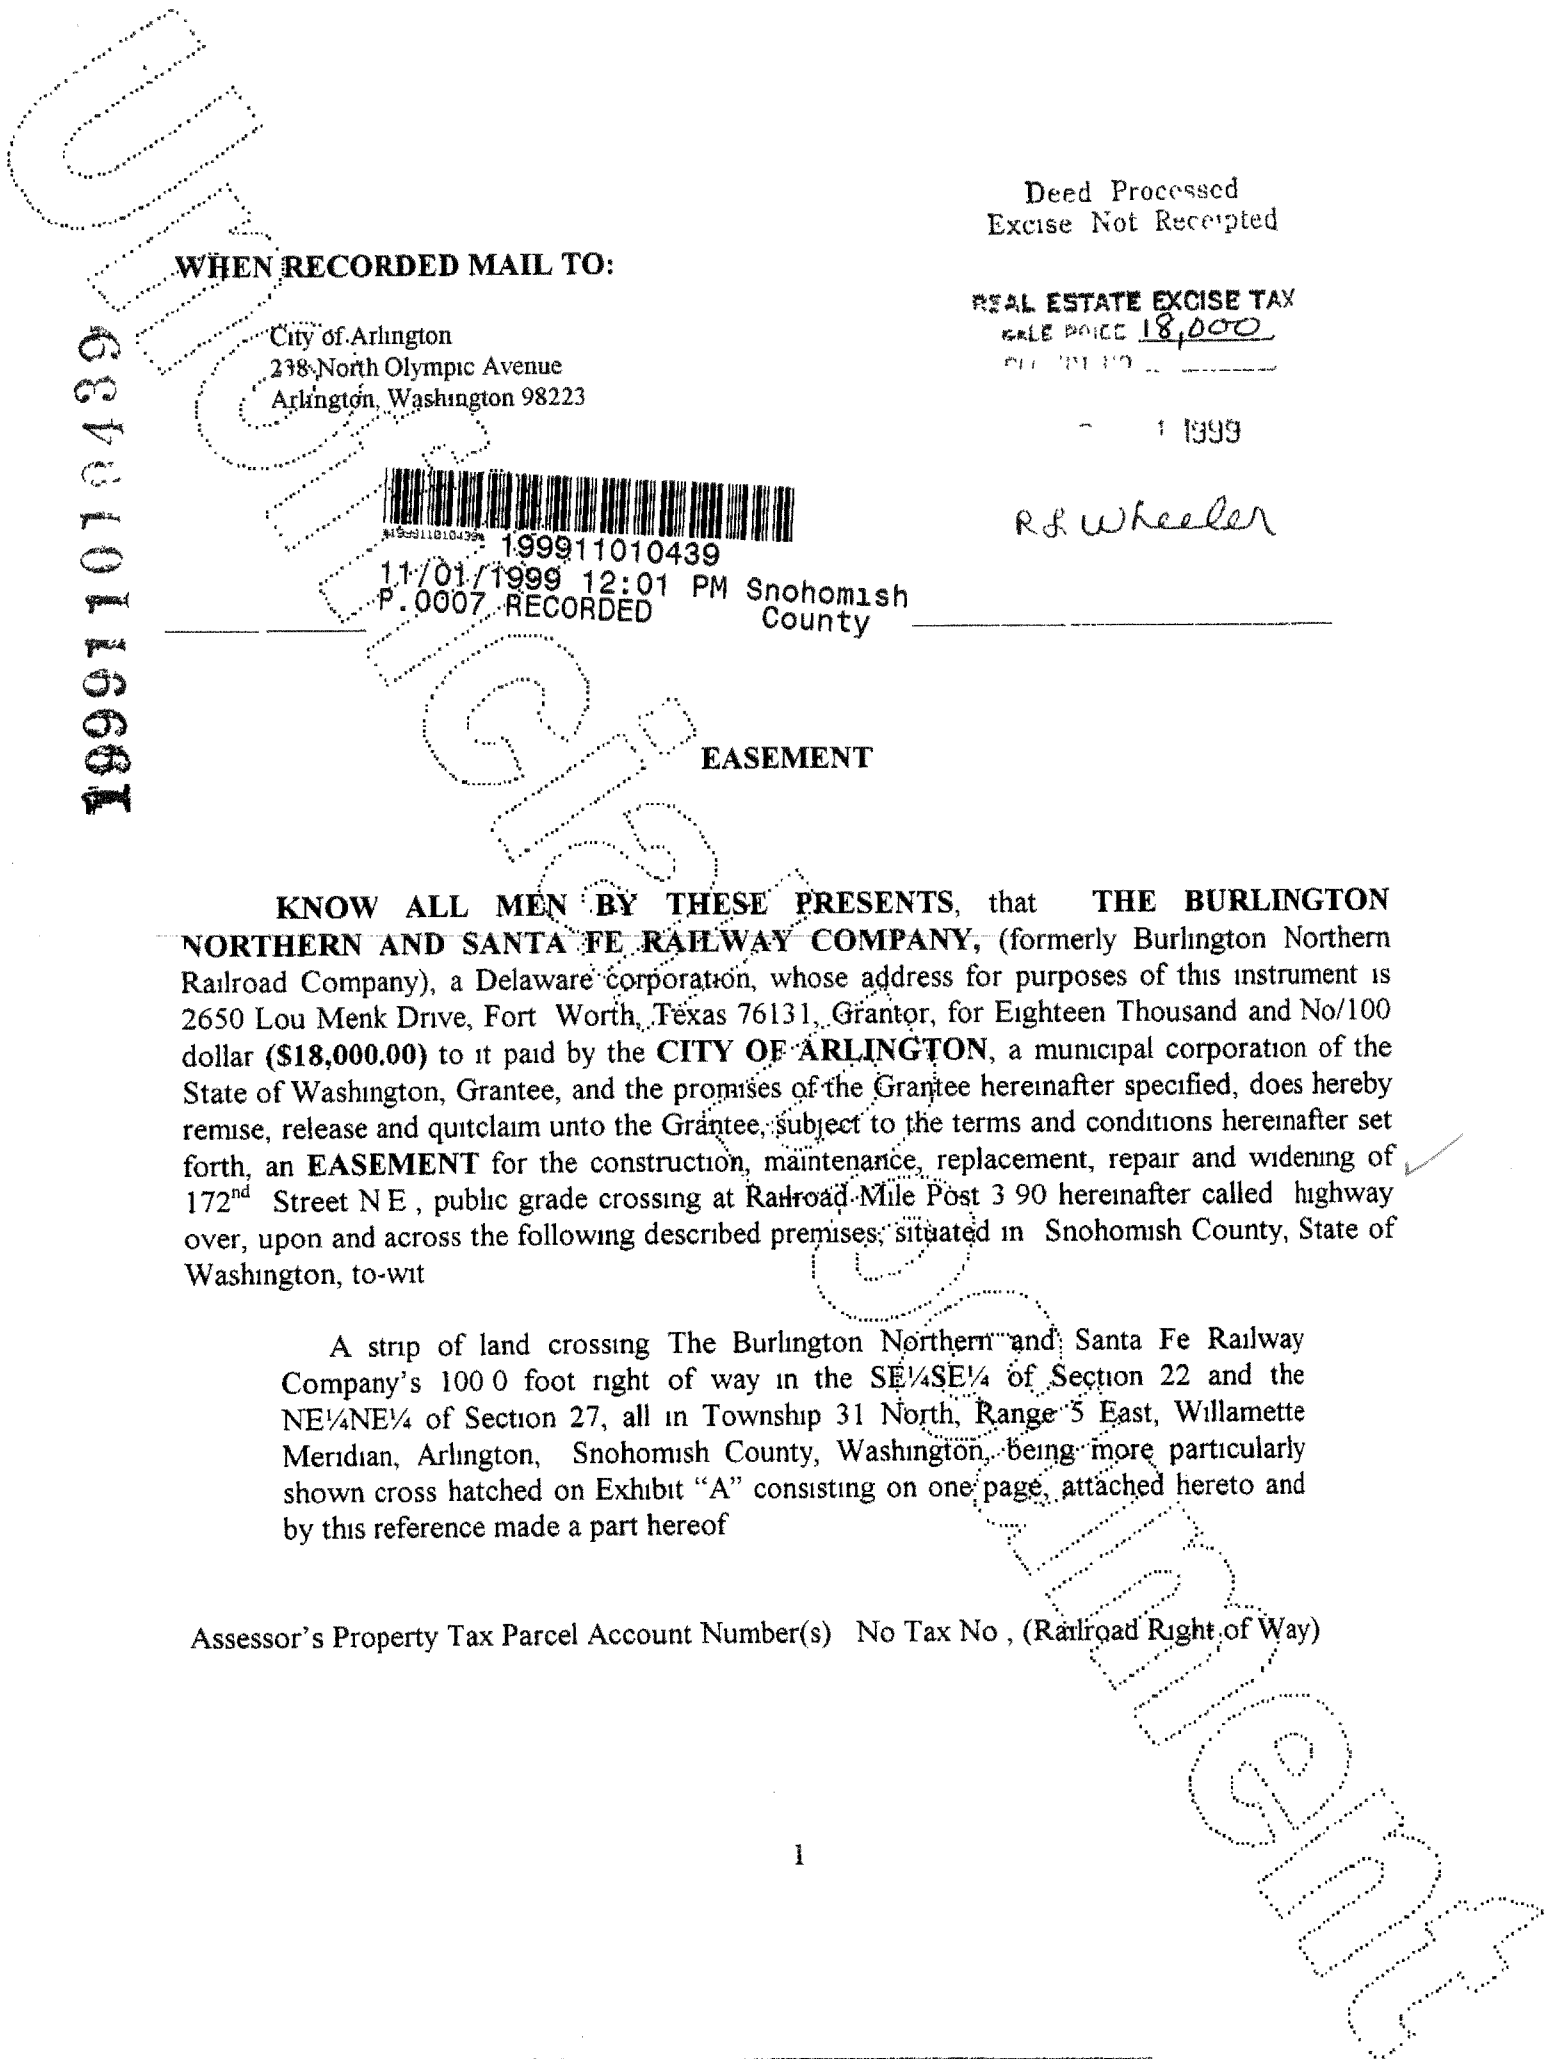 Deed Processed
Excise Not Receipted
WHEN RECORDED MAIL TO:
REAL ESTATE EXCISE TAX
SALE PRICE 18,000
City of Arlington
238 North Olympic Avenue
Arlington, Washington 98223
1 1999
R L Wheeler
199911010439
199911010439
11/01/1999 12:01 PM Snohomish
P.0007 RECORDED County
199911010439
EASEMENT
KNOW ALL MEN BY THESE PRESENTS, that THE BURLINGTON
NORTHERN AND SANTA FE RAILWAY COMPANY, (formerly Burlington Northern
Railroad Company), a Delaware corporation, whose address for purposes of this instrument is
2650 Lou Menk Drive, Fort Worth, Texas 76131, Grantor, for Eighteen Thousand and No/100
dollar ($18,000.00) to it paid by the CITY OF ARLINGTON, a municipal corporation of the
State of Washington, Grantee, and the promises of the Grantee hereinafter specified, does hereby
remise, release and quitclaim unto the Grantee, subject to the terms and conditions hereinafter set
forth, an EASEMENT for the construction, maintenance, replacement, repair and widening of
172nd Street N E , public grade crossing at Railroad Mile Post 3 90 hereinafter called highway
over, upon and across the following described premises, situated in Snohomish County, State of
Washington, to-wit
A strip of land crossing The Burlington Northern and Santa Fe Railway
Company's 100 0 foot right of way in the SE¼SE¼ of Section 22 and the
NE¼NE¼ of Section 27, all in Township 31 North, Range 5 East, Willamette
Meridian, Arlington, Snohomish County, Washington, being more particularly
shown cross hatched on Exhibit "A" consisting on one page, attached hereto and
by this reference made a part hereof
Assessor's Property Tax Parcel Account Number(s) No Tax No , (Railroad Right of Way)
1
Unofficial Document